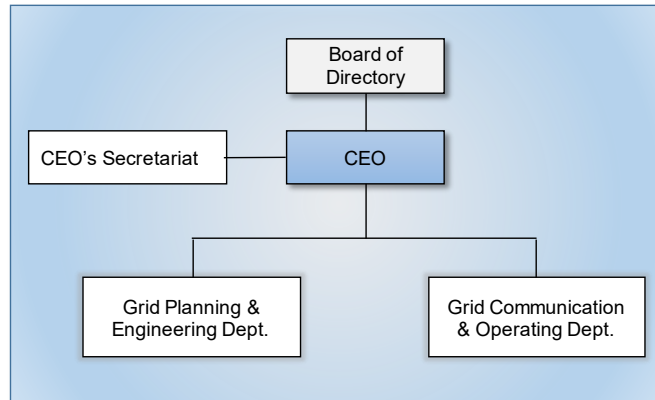 Board of
Directory
CEO's Secretariat
CEO
Grid Planning &
Engineering Dept.
Grid Communication
& Operating Dept.